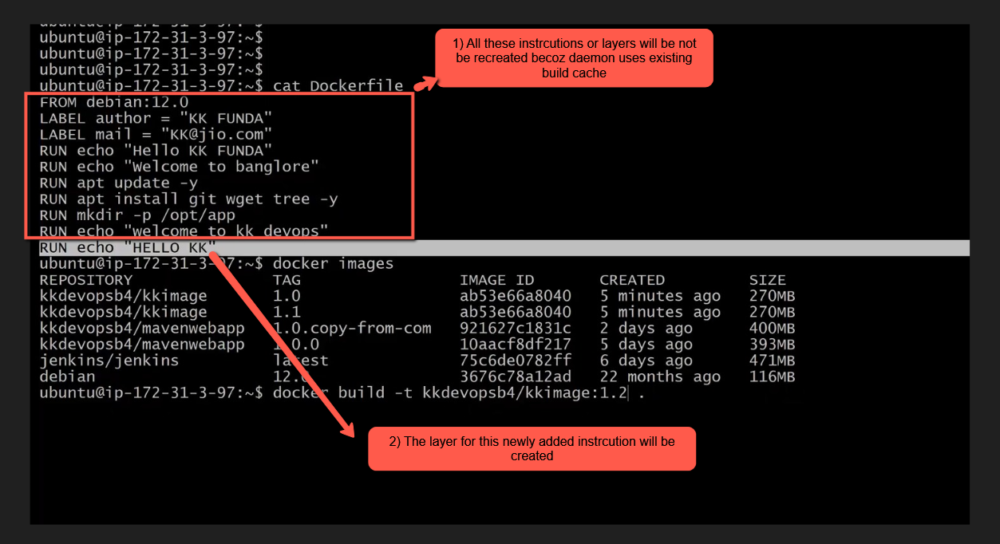 ubuntu@ip-172-31-3-97:~$
ubuntu@ip-172-31-3-97:~$
ubuntu@ip-172-31-3-97:~$
ubuntu@ip-172-31-3-97:~$
ubuntu@ip-172-31-3-97:~$ cat Dockerfile
1) All these instrcutions or layers will be not
be recreated becoz daemon uses existing
build cache
FROM debian:12.0
LABEL author = "KK FUNDA"
LABEL mail = "KK@jio.com"
RUN echo "Hello KK FUNDA"
RUN echo "Welcome to banglore"
RUN apt update -y
RUN apt install git wget tree -y
RUN mkdir -p /opt/app
RUN echo "welcome to kk devops"
RUN echo "HELLO KK"
ubuntu@ip-172-31-3-97:~$ docker images
REPOSITORY TAG IMAGE ID CREATED SIZE
kkdevopsb4/kkimage 1.0 ab53e66a8040 5 minutes ago 270MB
kkdevopsb4/kkimage 1.1 ab53e66a8040 5 minutes ago 270MB
kkdevopsb4/mavenwebapp 1.0.copy-from-com 921627c1831c 2 days ago 400MB
kkdevopsb4/mavenwebapp 1.0.0 10aacf8df217 5 days ago 393MB
jenkins/jenkins latest 75c6de0782ff 6 days ago 471MB
debian 12.0 3676c78a12ad 22 months ago 116MB
ubuntu@ip-172-31-3-97:~$ docker build -t kkdevopsb4/kkimage:1.2 .
2) The layer for this newly added instrcution will be
created